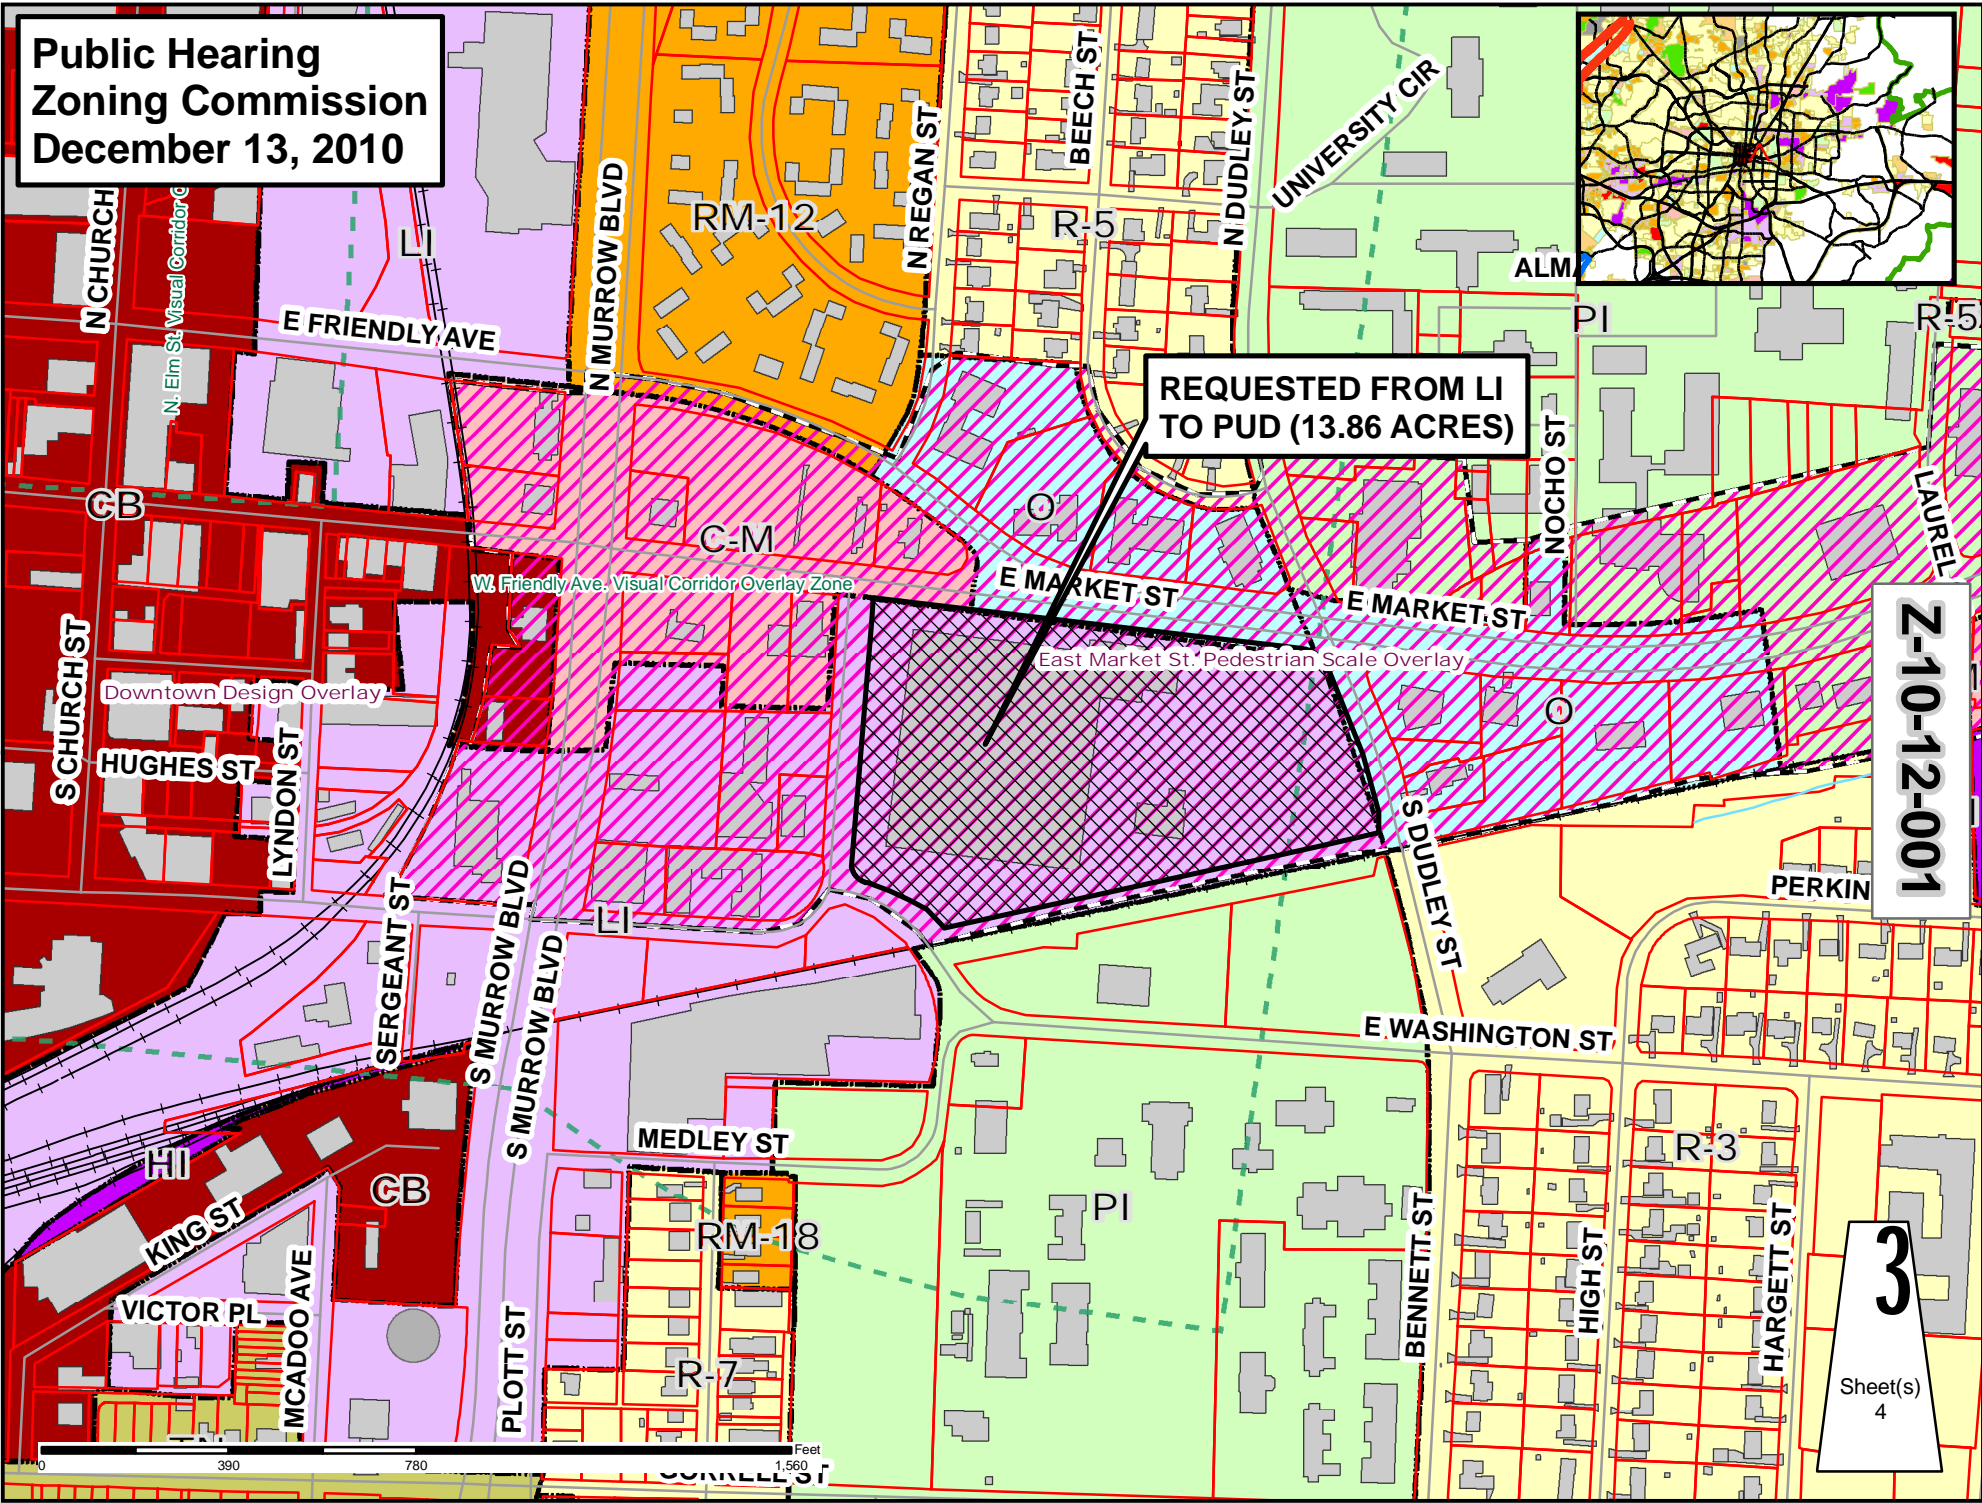 Public Hearing
Zoning Commission
December 13, 2010
N CHURCH
N. Elm St. Visual Corridor
LI
N MURROW BLVD
RM-12
N REGAN ST
BEECH ST
R-5
N DUDLEY ST
UNIVERSITY CIR
ALMA
PI
R-5
E FRIENDLY AVE
REQUESTED FROM LI
TO PUD (13.86 ACRES)
NOCHO ST
LAUREL
CB
C-M
O
W. Friendly Ave. Visual Corridor Overlay Zone
E MARKET ST
E MARKET ST
East Market St. Pedestrian Scale Overlay
S CHURCH ST
Downtown Design Overlay
HUGHES ST
LYNDON ST
O
Z-10-12-001
S DUDLEY ST
PERKIN
SERGEANT ST
S MURROW BLVD
S MURROW BLVD
LI
E WASHINGTON ST
MEDLEY ST
HI
CB
KING ST
RM-18
PI
R-3
BENNETT ST
HIGH ST
HARGETT ST
VICTOR PL
MCADOO AVE
PLOTT ST
R-7
3
Sheet(s)
4
0 390 780 1,560
Feet